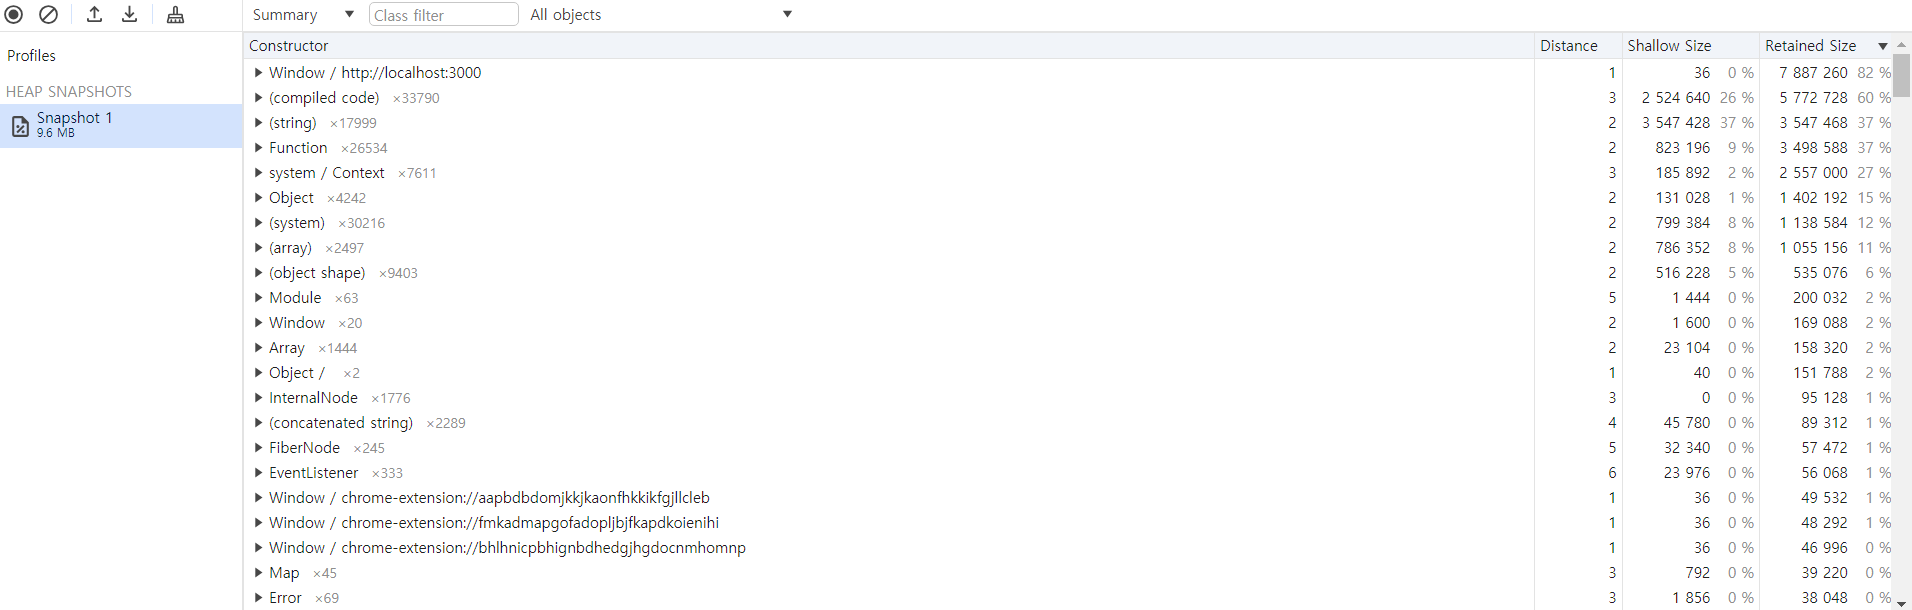 Summary ▼ Class filter All objects ▼
Profiles
HEAP SNAPSHOTS
Snapshot 1
9.6 MB
Constructor Distance Shallow Size Retained Size ▼
Window / http://localhost:3000 1 36 0 % 7 887 260 82 %
(compiled code) ×33790 3 2 524 640 26 % 5 772 728 60 %
(string) ×17999 2 3 547 428 37 % 3 547 468 37 %
Function ×26534 2 823 196 9 % 3 498 588 37 %
system / Context ×7611 3 185 892 2 % 2 557 000 27 %
Object ×4242 2 131 028 1 % 1 402 192 15 %
(system) ×30216 2 799 384 8 % 1 138 584 12 %
(array) ×2497 2 786 352 8 % 1 055 156 11 %
(object shape) ×9403 2 516 228 5 % 535 076 6 %
Module ×63 5 1 444 0 % 200 032 2 %
Window ×20 2 1 600 0 % 169 088 2 %
Array ×1444 2 23 104 0 % 158 320 2 %
Object / ×2 1 40 0 % 151 788 2 %
InternalNode ×1776 3 0 0 % 95 128 1 %
(concatenated string) ×2289 4 45 780 0 % 89 312 1 %
FiberNode ×245 5 32 340 0 % 57 472 1 %
EventListener ×333 6 23 976 0 % 56 068 1 %
Window / chrome-extension://aapbdbdomjkkjkaonfhkkikfgjllcleb 1 36 0 % 49 532 1 %
Window / chrome-extension://fmkadmapgofadopljbjfkapdkoienihi 1 36 0 % 48 292 1 %
Window / chrome-extension://bhlhnicpbhignbdhedgjhgdocnmhomnp 1 36 0 % 46 996 0 %
Map ×45 3 792 0 % 39 220 0 %
Error ×69 3 1 856 0 % 38 048 0 %